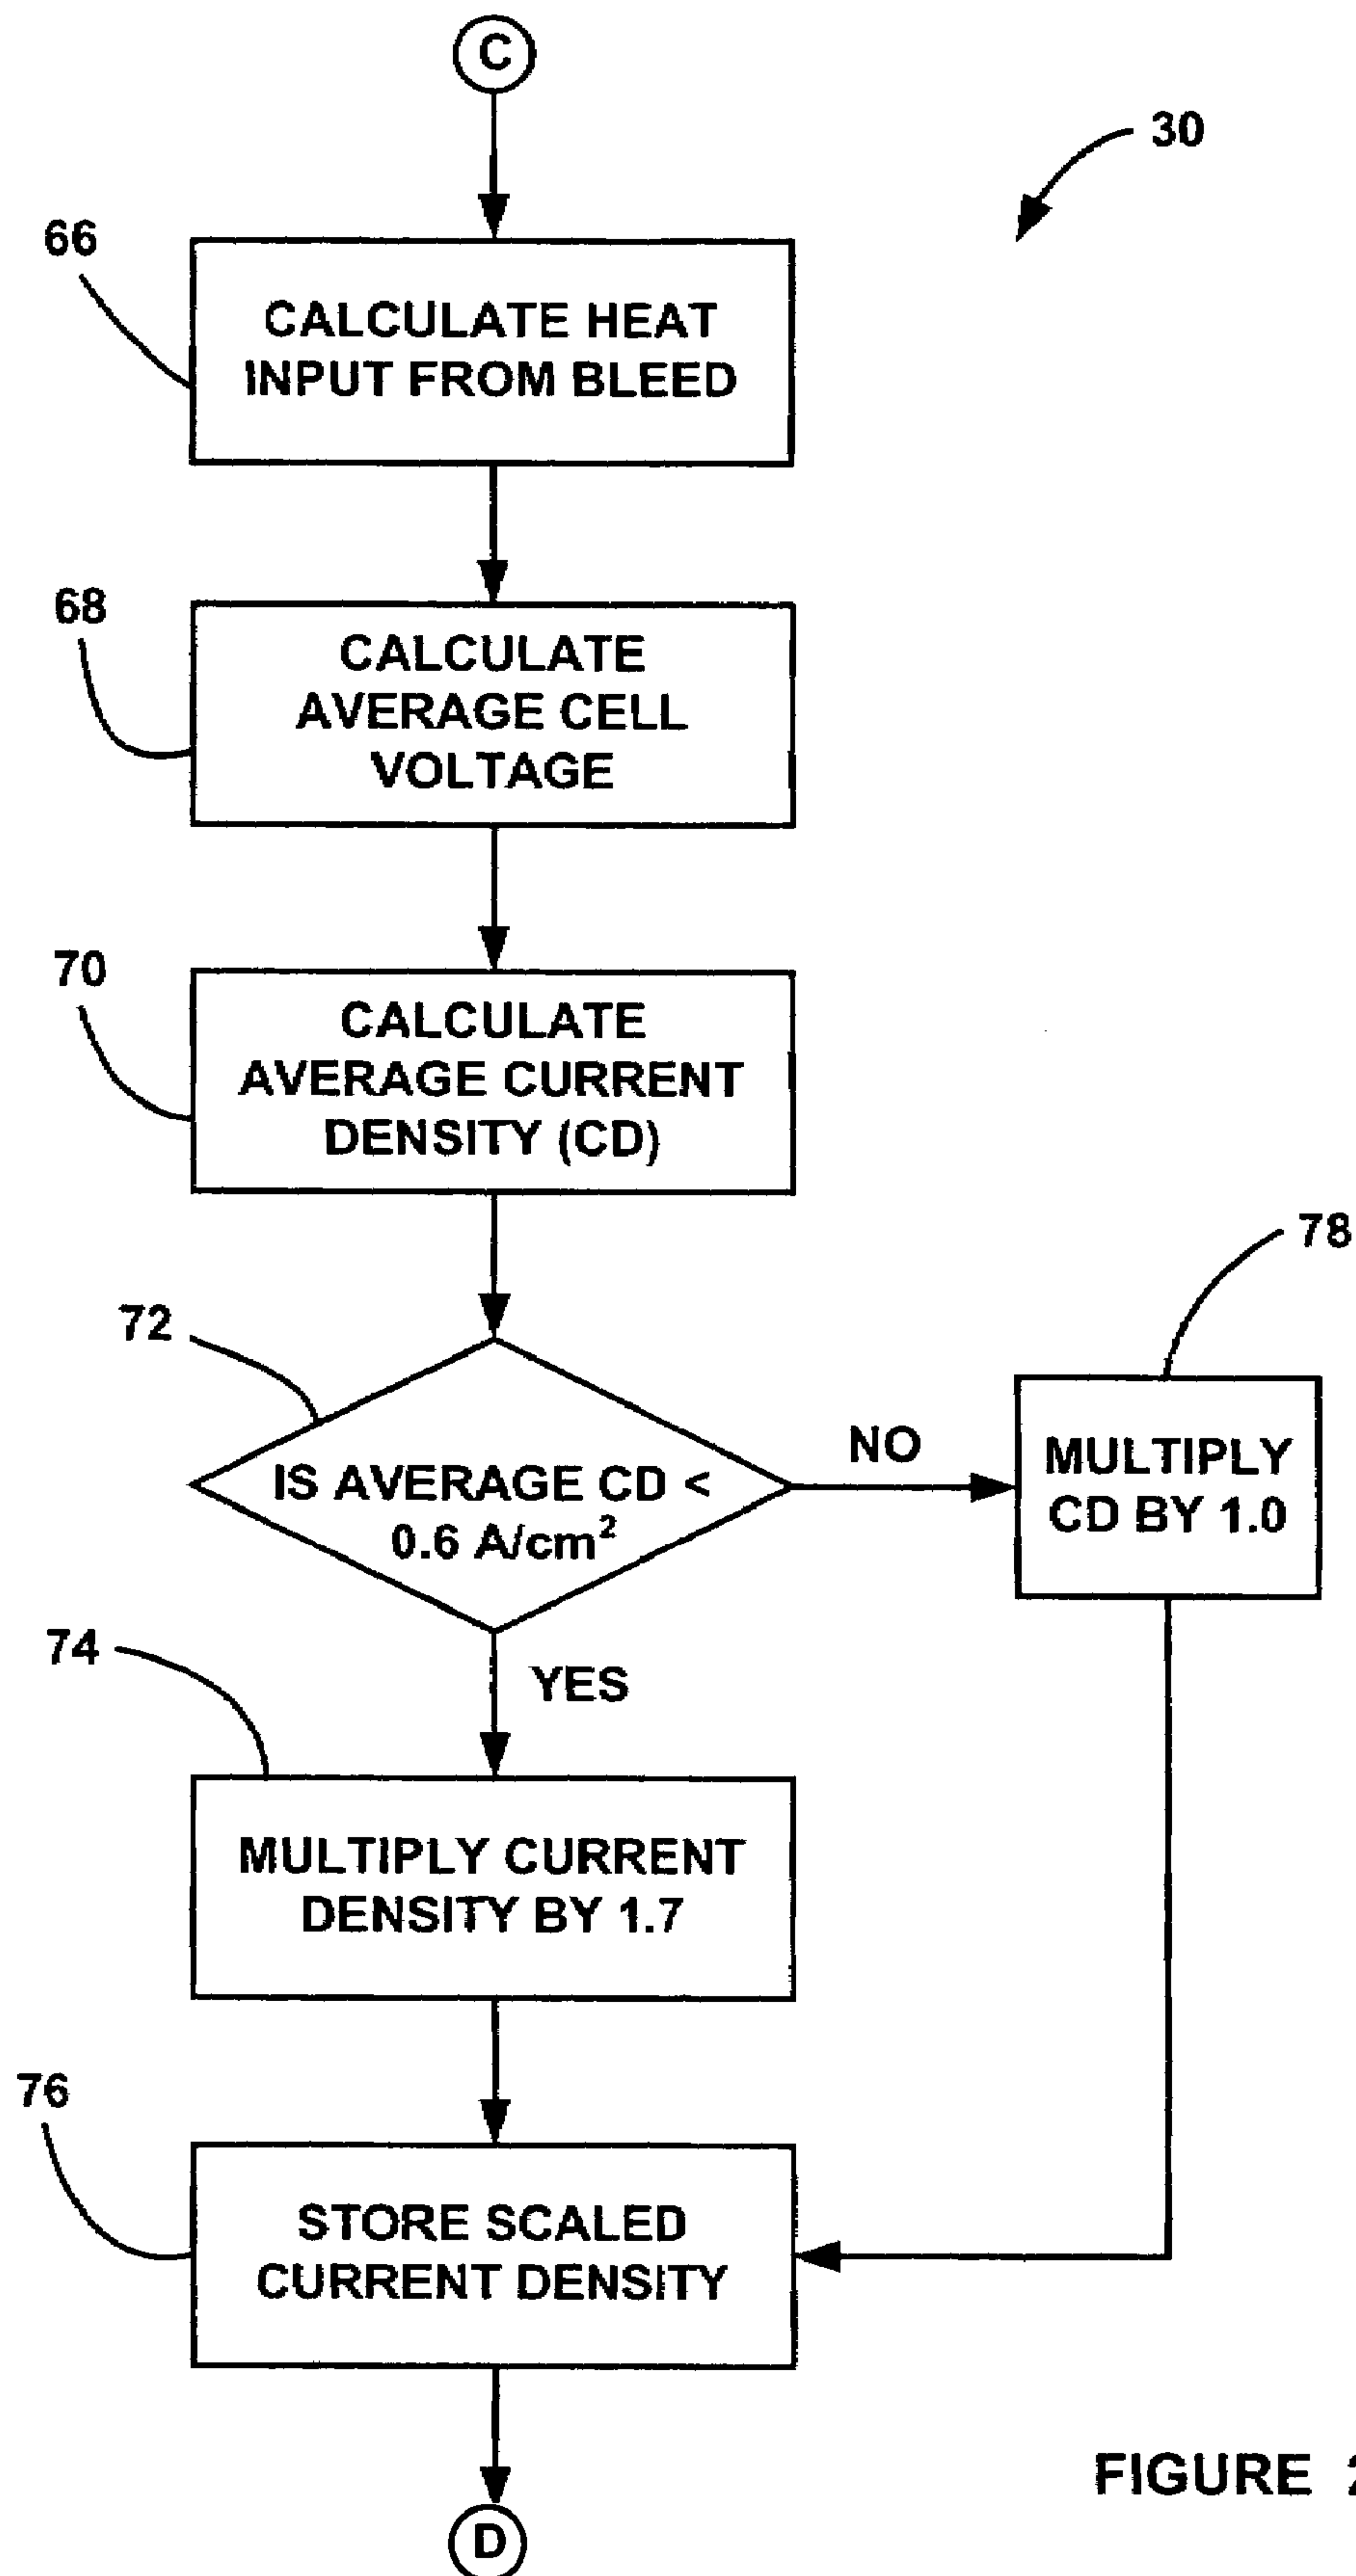 C
30
66
CALCULATE HEAT
INPUT FROM BLEED
68
CALCULATE
AVERAGE CELL
VOLTAGE
70
CALCULATE
AVERAGE CURRENT
DENSITY (CD)
72
IS AVERAGE CD <
0.6 A/cm²
NO
78
MULTIPLY
CD BY 1.0
YES
74
MULTIPLY CURRENT
DENSITY BY 1.7
76
STORE SCALED
CURRENT DENSITY
D
FIGURE